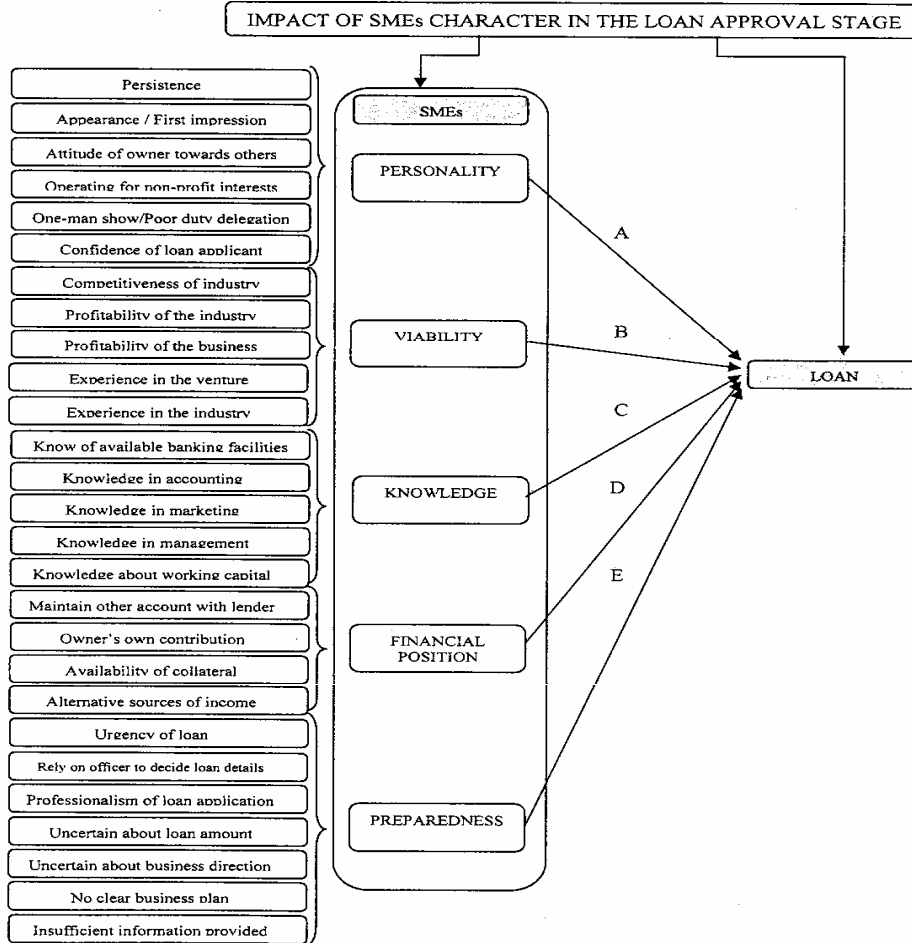 IMPACT OF SMEs CHARACTER IN THE LOAN APPROVAL STAGE
Persistence
Appearance / First impression
Attitude of owner towards others
Operating for non-profit interests
One-man show/Poor duty delegation
Confidence of loan applicant
Competitiveness of industry
Profitability of the industry
Profitability of the business
Experience in the venture
Experience in the industry
Know of available banking facilities
Knowledge in accounting
Knowledge in marketing
Knowledge in management
Knowledge about working capital
Maintain other account with lender
Owner's own contribution
Availability of collateral
Alternative sources of income
Urgency of loan
Rely on officer to decide loan details
Professionalism of loan application
Uncertain about loan amount
Uncertain about business direction
No clear business plan
Insufficient information provided
SMEs
PERSONALITY
VIABILITY
KNOWLEDGE
FINANCIAL
POSITION
PREPAREDNESS
A
B
C
D
E
LOAN